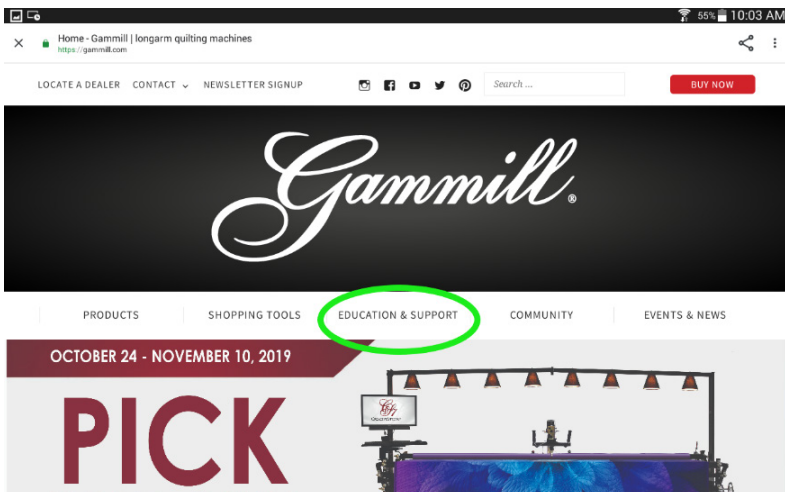 55% 10:03 AM
Home - Gammill | longarm quilting machines
https://gammill.com
LOCATE A DEALER CONTACT NEWSLETTER SIGNUP Search ... BUY NOW
Gammill®
PRODUCTS SHOPPING TOOLS EDUCATION & SUPPORT COMMUNITY EVENTS & NEWS
OCTOBER 24 - NOVEMBER 10, 2019
PICK